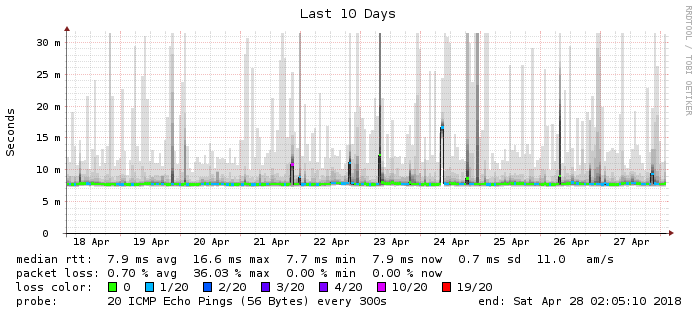 Last 10 Days
RRDTOOL / TOBI OETIKER
Seconds
30 m
25 m
20 m
15 m
10 m
5 m
0
18 Apr 19 Apr 20 Apr 21 Apr 22 Apr 23 Apr 24 Apr 25 Apr 26 Apr 27 Apr
median rtt: 7.9 ms avg 16.6 ms max 7.7 ms min 7.9 ms now 0.7 ms sd 11.0 am/s
packet loss: 0.70 % avg 36.03 % max 0.00 % min 0.00 % now
loss color: 0 1/20 2/20 3/20 4/20 10/20 19/20
probe: 20 ICMP Echo Pings (56 Bytes) every 300s end: Sat Apr 28 02:05:10 2018